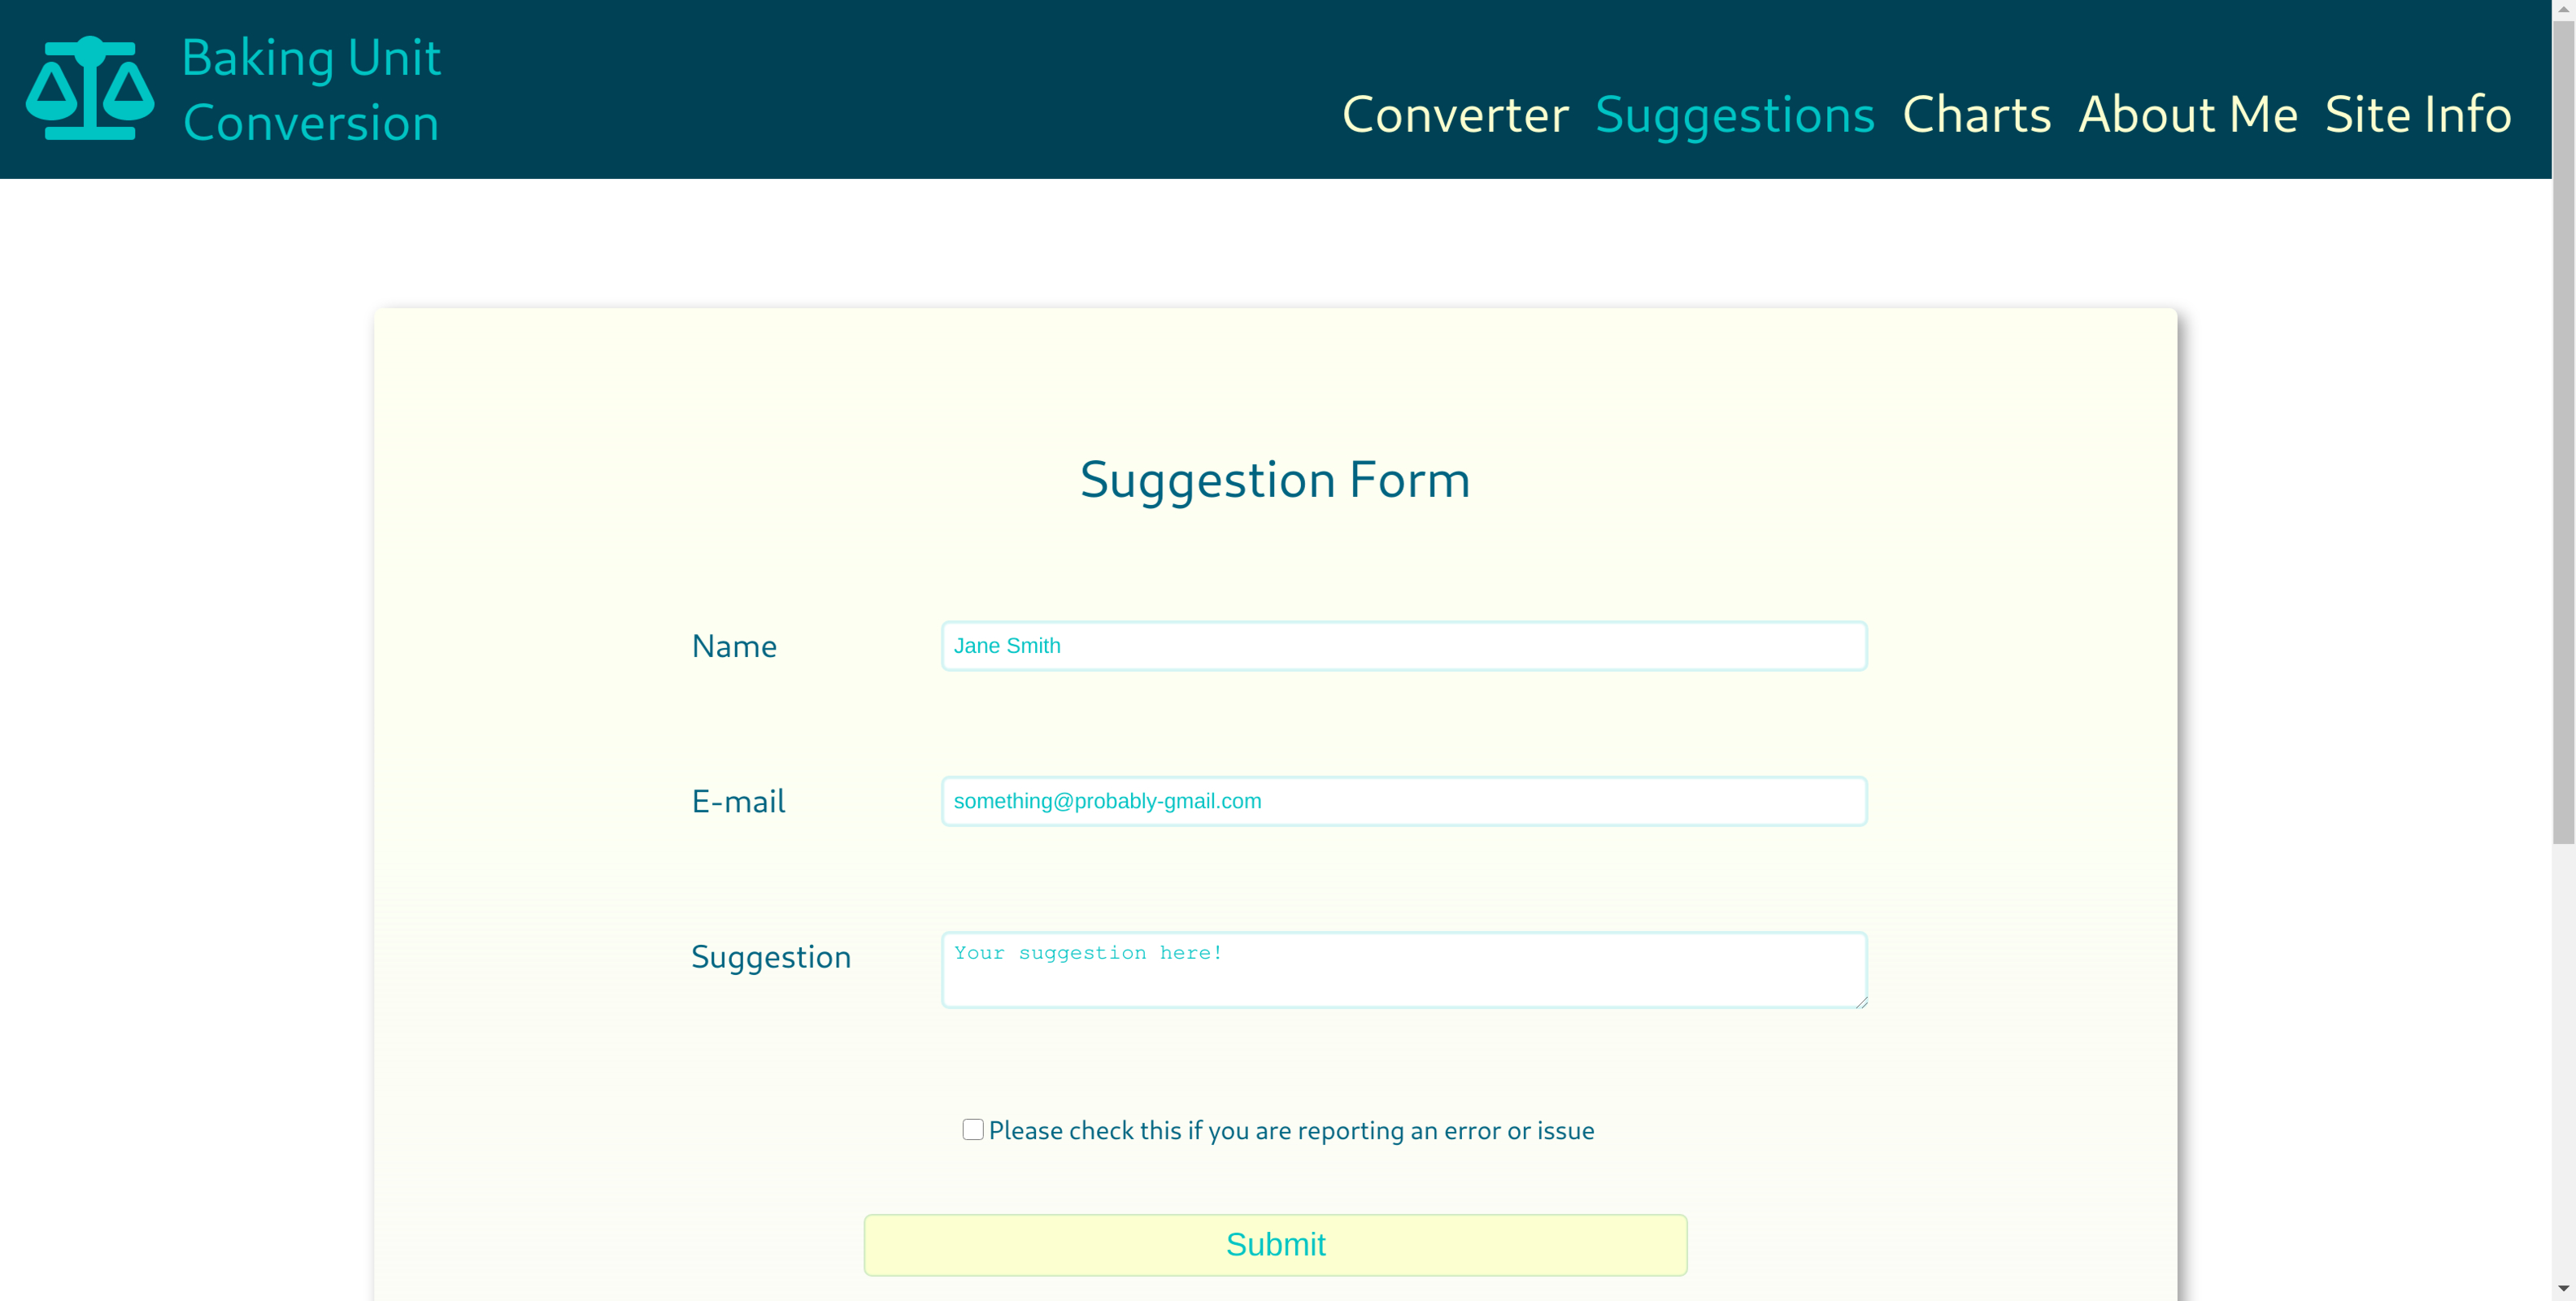 Baking Unit
Conversion
Converter Suggestions Charts About Me Site Info
Suggestion Form
Name
Jane Smith
E-mail
something@probably-gmail.com
Suggestion
Your suggestion here!
Please check this if you are reporting an error or issue
Submit